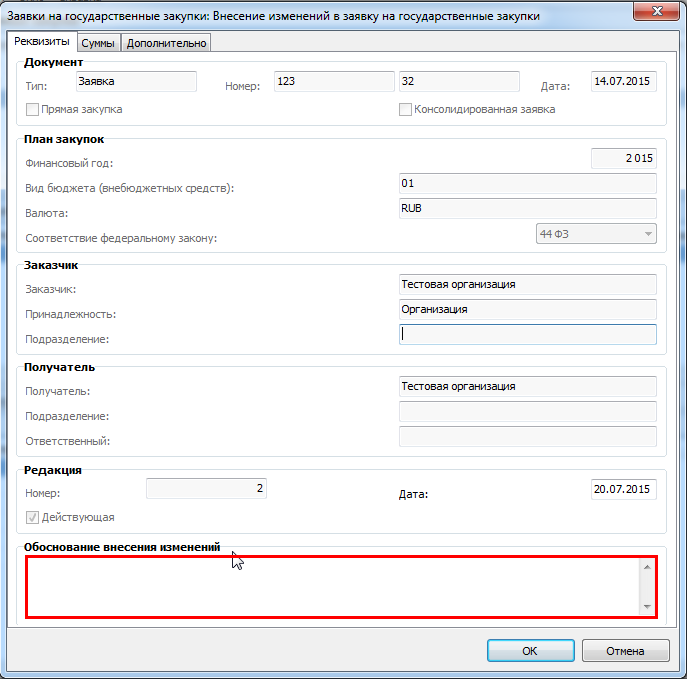 Заявки на государственные закупки: Внесение изменений в заявку на государственные закупки
Реквизиты Суммы Дополнительно
Документ
Тип: Заявка Номер: 123 32 Дата: 14.07.2015
Прямая закупка Консолидированная заявка
План закупок
Финансовый год: 2 015
Вид бюджета (внебюджетных средств): 01
Валюта: RUB
Соответствие федеральному закону: 44 ФЗ
Заказчик
Заказчик: Тестовая организация
Принадлежность: Организация
Подразделение:
Получатель
Получатель: Тестовая организация
Подразделение:
Ответственный:
Редакция
Номер: 2 Дата: 20.07.2015
Действующая
Обоснование внесения изменений
ОК Отмена